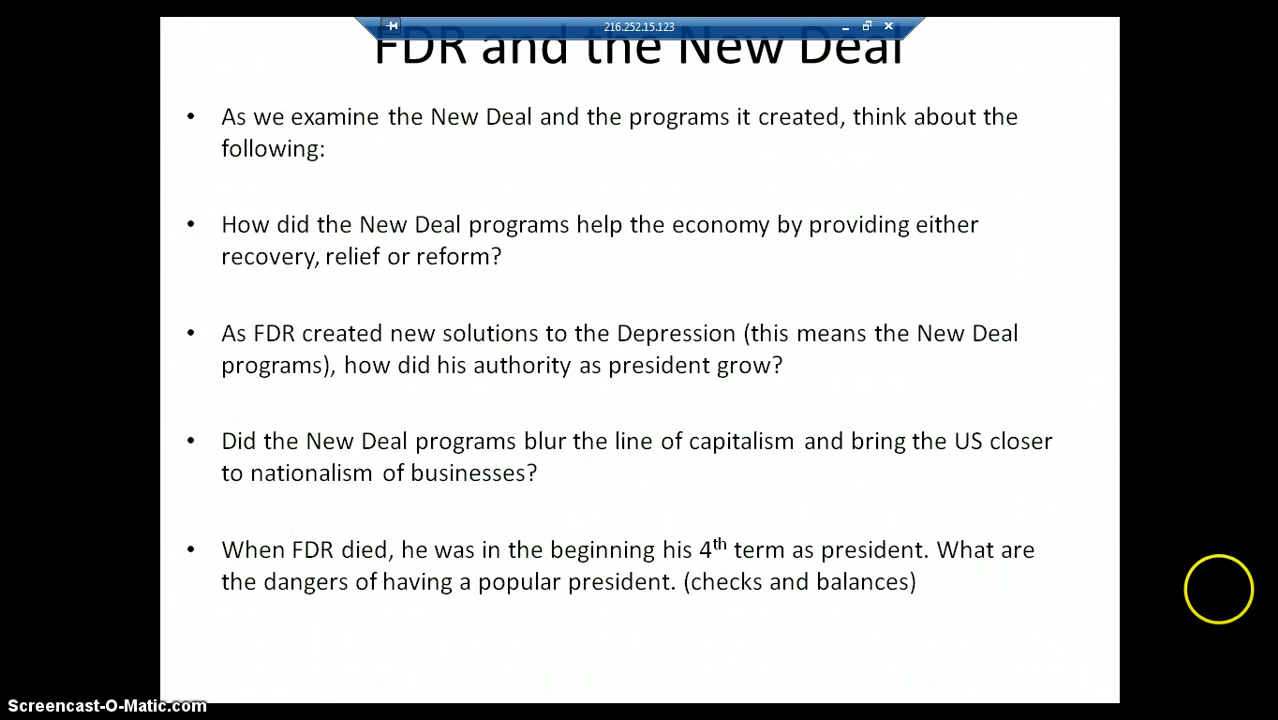 216.252.15.123
FDR and the New Deal
• As we examine the New Deal and the programs it created, think about the
following:
• How did the New Deal programs help the economy by providing either
recovery, relief or reform?
• As FDR created new solutions to the Depression (this means the New Deal
programs), how did his authority as president grow?
• Did the New Deal programs blur the line of capitalism and bring the US closer
to nationalism of businesses?
• When FDR died, he was in the beginning his 4th term as president. What are
the dangers of having a popular president. (checks and balances)
Screencast-O-Matic.com